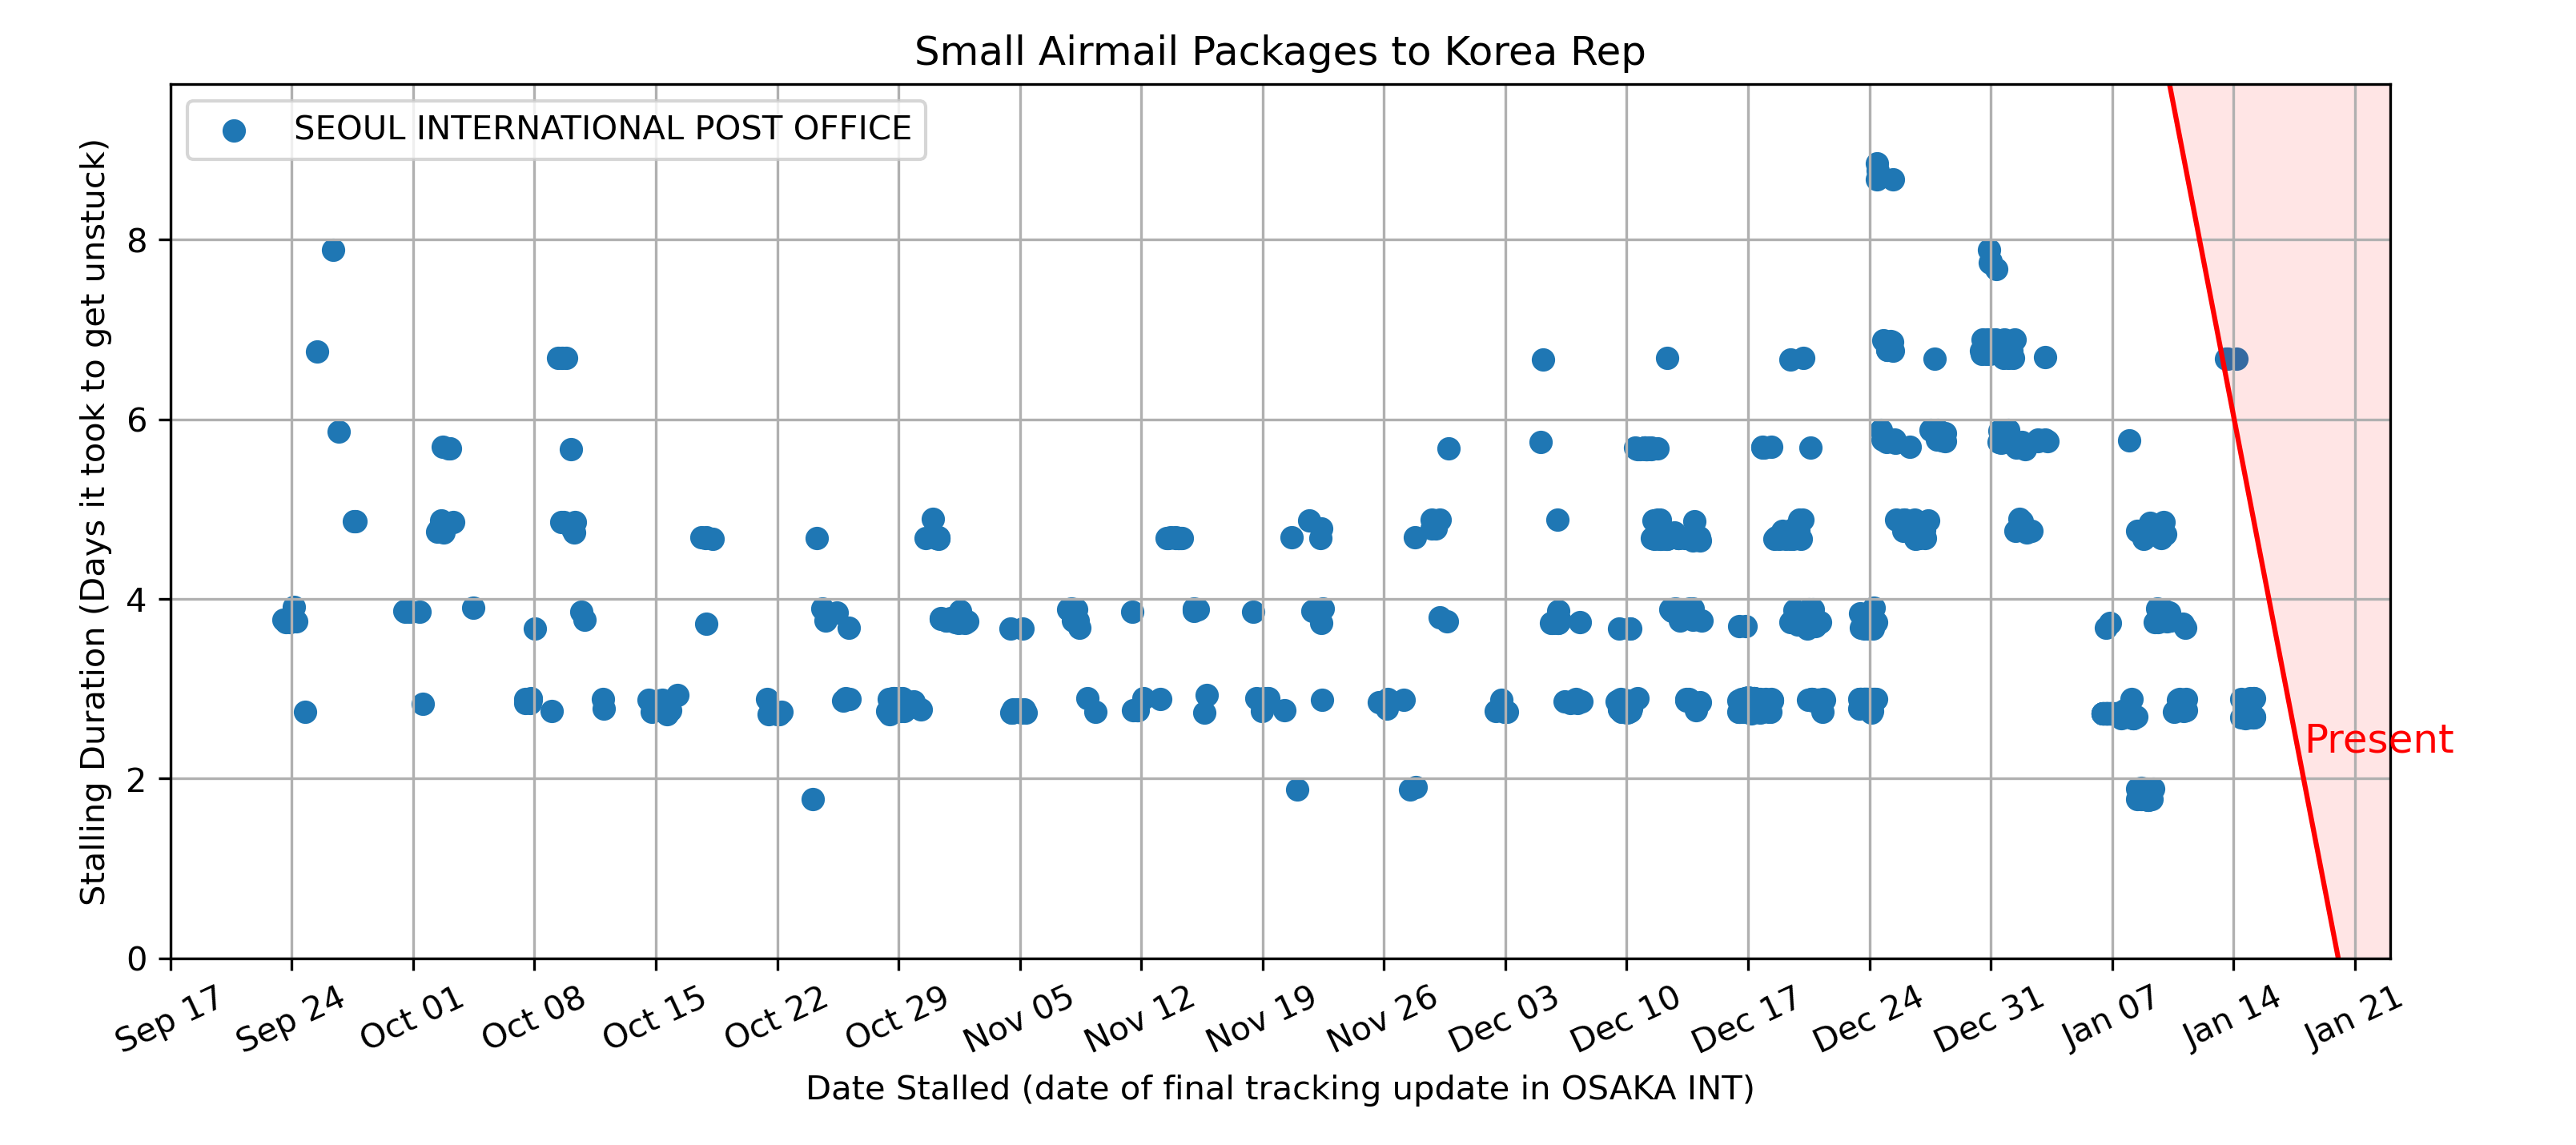 Small Airmail Packages to Korea Rep
SEOUL INTERNATIONAL POST OFFICE
Stalling Duration (Days it took to get unstuck)
8
6
4
2
0
Present
Sep 17 Sep 24 Oct 01 Oct 08 Oct 15 Oct 22 Oct 29 Nov 05 Nov 12 Nov 19 Nov 26 Dec 03 Dec 10 Dec 17 Dec 24 Dec 31 Jan 07 Jan 14 Jan 21
Date Stalled (date of final tracking update in OSAKA INT)